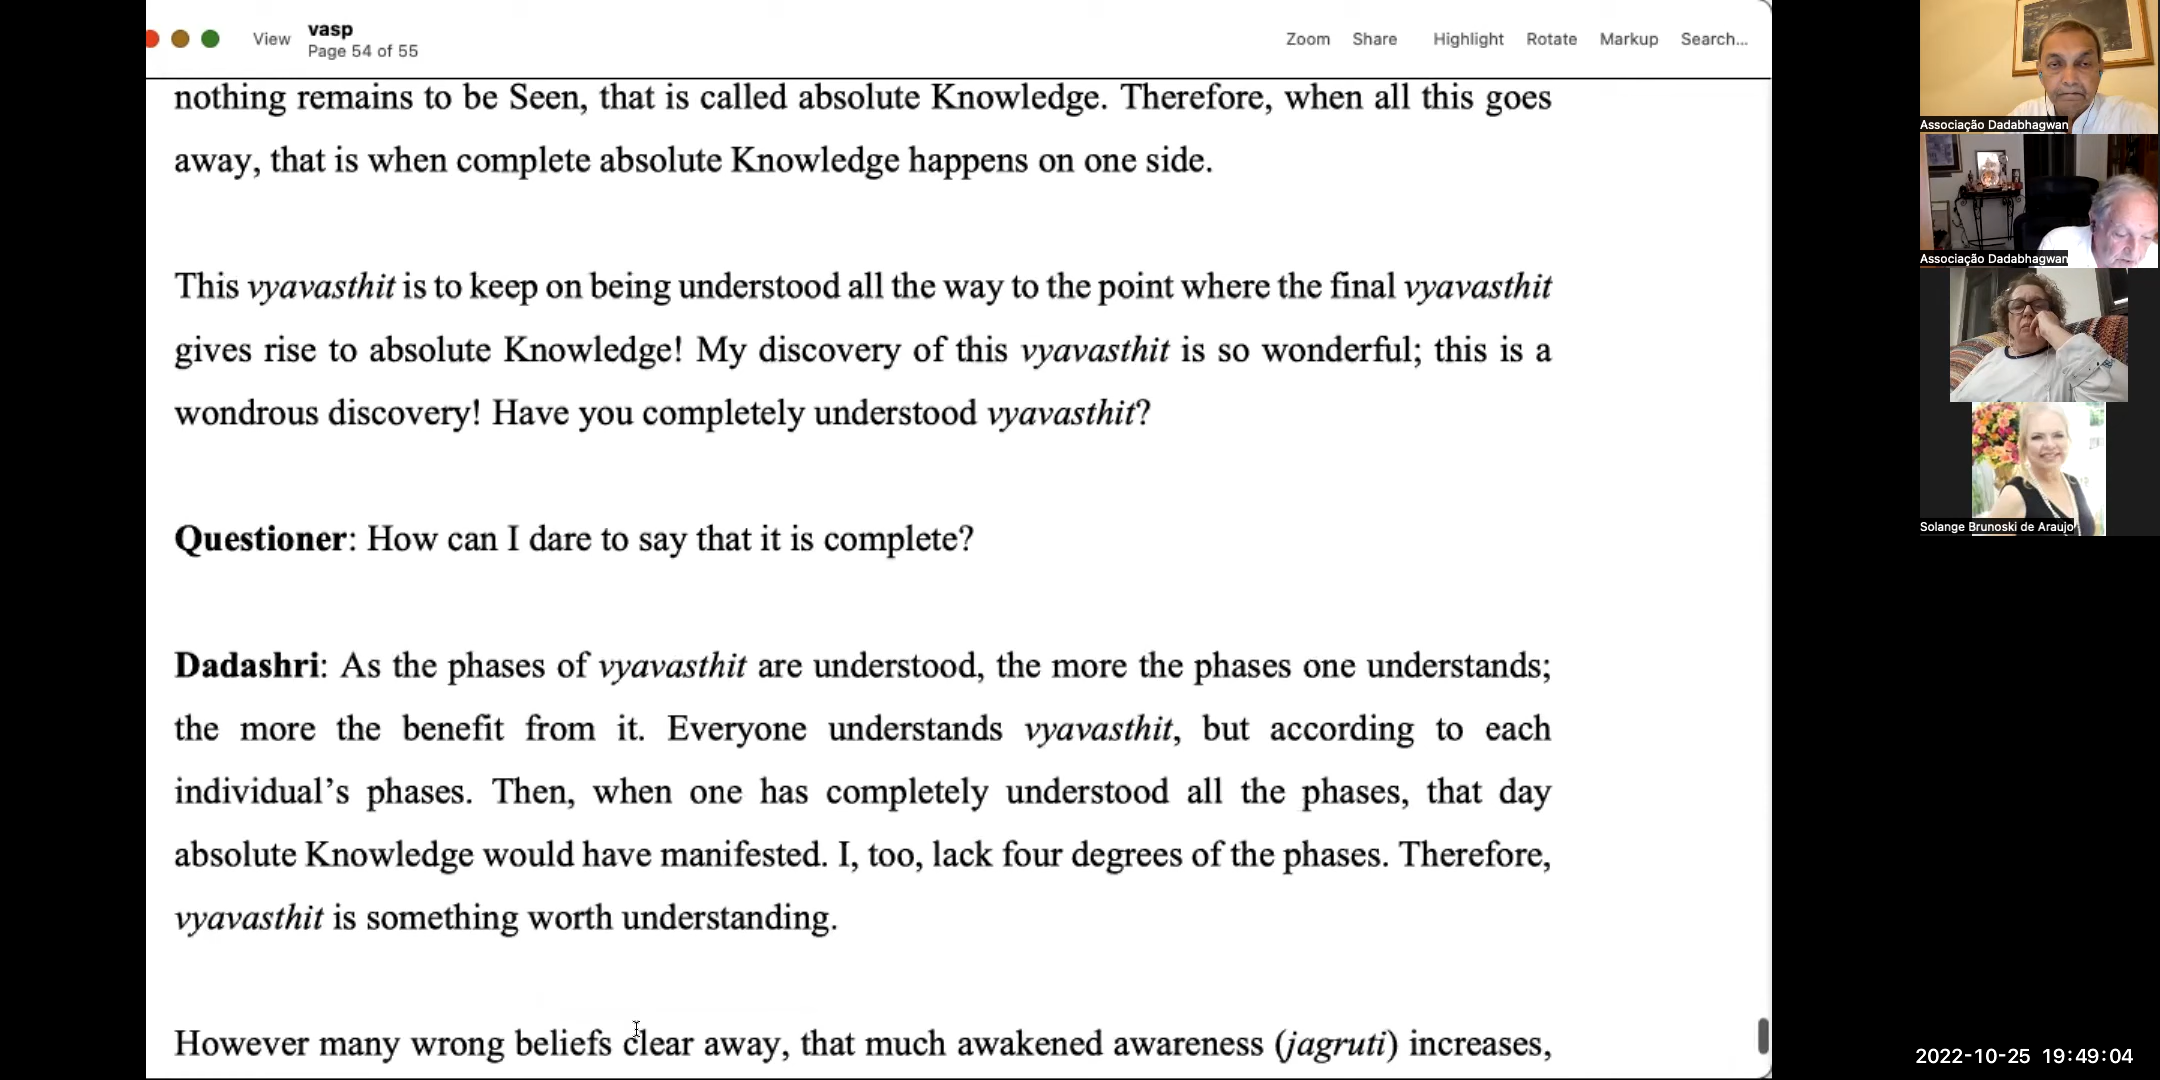 View
vasp
Page 54 of 55
Zoom
Share
Highlight
Rotate
Markup
Search...
nothing remains to be Seen, that is called absolute Knowledge. Therefore, when all this goes
away, that is when complete absolute Knowledge happens on one side.
This vyavasthit is to keep on being understood all the way to the point where the final vyavasthit
gives rise to absolute Knowledge! My discovery of this vyavasthit is so wonderful; this is a
wondrous discovery! Have you completely understood vyavasthit?
Questioner: How can I dare to say that it is complete?
Dadashri: As the phases of vyavasthit are understood, the more the phases one understands;
the more the benefit from it. Everyone understands vyavasthit, but according to each
individual’s phases. Then, when one has completely understood all the phases, that day
absolute Knowledge would have manifested. I, too, lack four degrees of the phases. Therefore,
vyavasthit is something worth understanding.
However many wrong beliefs clear away, that much awakened awareness (jagruti) increases,
Associação Dadabhagwan
Associação Dadabhagwan
Solange Brunoski de Araujo
2022-10-25 19:49:04